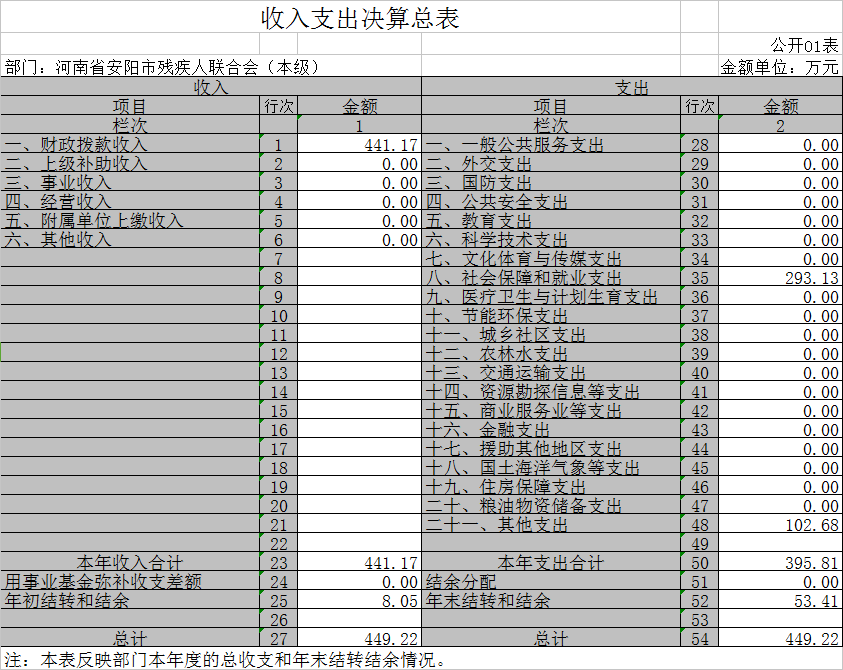 收入支出决算总表
公开01表
部门：河南省安阳市残疾人联合会（本级） 金额单位：万元
收入 支出
项目 行次 金额 项目 行次 金额
栏次 1 栏次 2
一、财政拨款收入 1 441.17 一、一般公共服务支出 28 0.00
二、上级补助收入 2 0.00 二、外交支出 29 0.00
三、事业收入 3 0.00 三、国防支出 30 0.00
四、经营收入 4 0.00 四、公共安全支出 31 0.00
五、附属单位上缴收入 5 0.00 五、教育支出 32 0.00
六、其他收入 6 0.00 六、科学技术支出 33 0.00
7 七、文化体育与传媒支出 34 0.00
8 八、社会保障和就业支出 35 293.13
9 九、医疗卫生与计划生育支出 36 0.00
10 十、节能环保支出 37 0.00
11 十一、城乡社区支出 38 0.00
12 十二、农林水支出 39 0.00
13 十三、交通运输支出 40 0.00
14 十四、资源勘探信息等支出 41 0.00
15 十五、商业服务业等支出 42 0.00
16 十六、金融支出 43 0.00
17 十七、援助其他地区支出 44 0.00
18 十八、国土海洋气象等支出 45 0.00
19 十九、住房保障支出 46 0.00
20 二十、粮油物资储备支出 47 0.00
21 二十一、其他支出 48 102.68
22 49
本年收入合计 23 441.17 本年支出合计 50 395.81
用事业基金弥补收支差额 24 0.00 结余分配 51 0.00
年初结转和结余 25 8.05 年末结转和结余 52 53.41
26 53
总计 27 449.22 总计 54 449.22
注：本表反映部门本年度的总收支和年末结转结余情况。